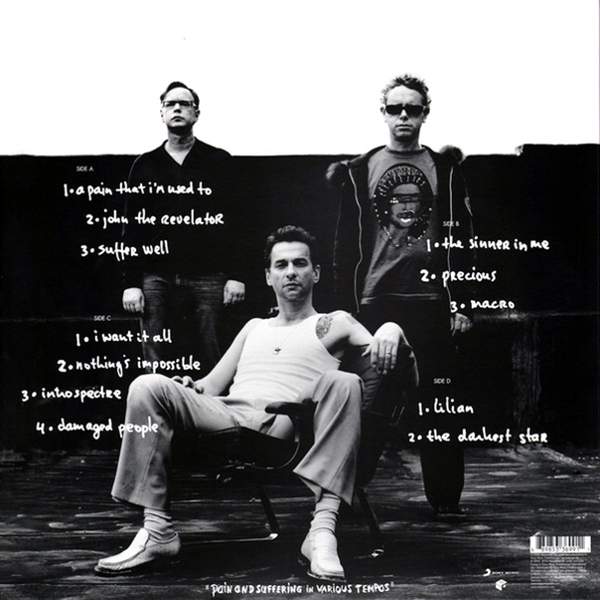 SIDE A
1. a pain that i'm used to
2. john the revelator
3. suffer well
SIDE B
1. the sinner in me
2. precious
3. macro
SIDE C
1. i want it all
2. nothing's impossible
3. introspectre
4. damaged people
SIDE D
1. lilian
2. the darkest star
"PAIN AND SUFFERING IN VARIOUS TEMPOS"